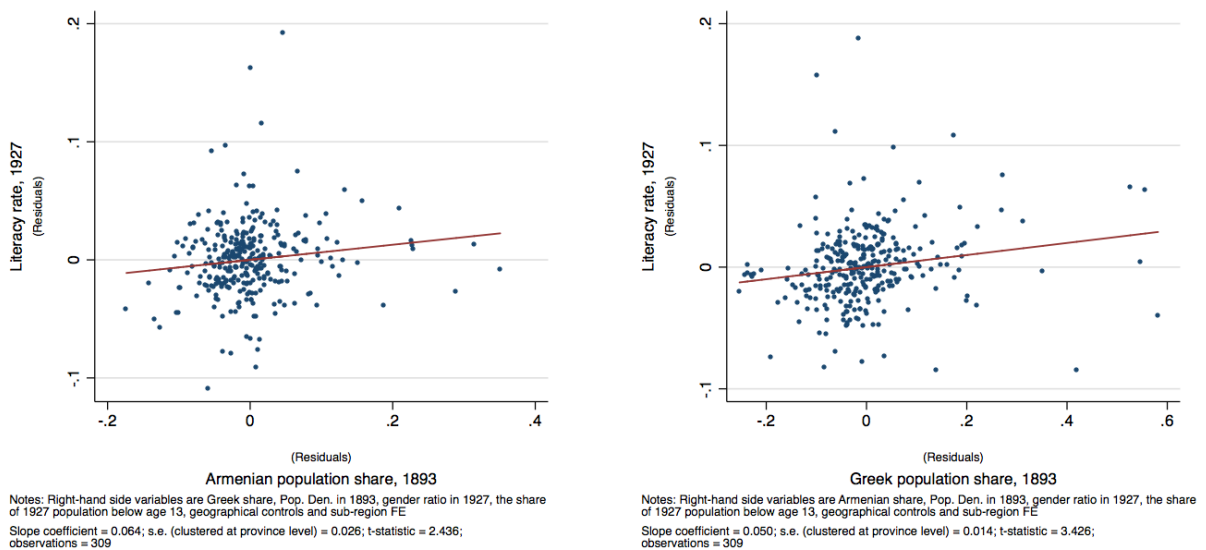 .2
.1
0
-.1
Literacy rate, 1927
(Residuals)
-.2
0
.2
.4
(Residuals)
Armenian population share, 1893
Notes: Right-hand side variables are Greek share, Pop. Den. in 1893, gender ratio in 1927, the share
of 1927 population below age 13, geographical controls and sub-region FE
Slope coefficient = 0.064; s.e. (clustered at province level) = 0.026; t-statistic = 2.436;
observations = 309
.2
.1
0
-.1
Literacy rate, 1927
(Residuals)
-.2
0
.2
.4
.6
(Residuals)
Greek population share, 1893
Notes: Right-hand side variables are Armenian share, Pop. Den. in 1893, gender ratio in 1927, the share
of 1927 population below age 13, geographical controls and sub-region FE
Slope coefficient = 0.050; s.e. (clustered at province level) = 0.014; t-statistic = 3.426;
observations = 309